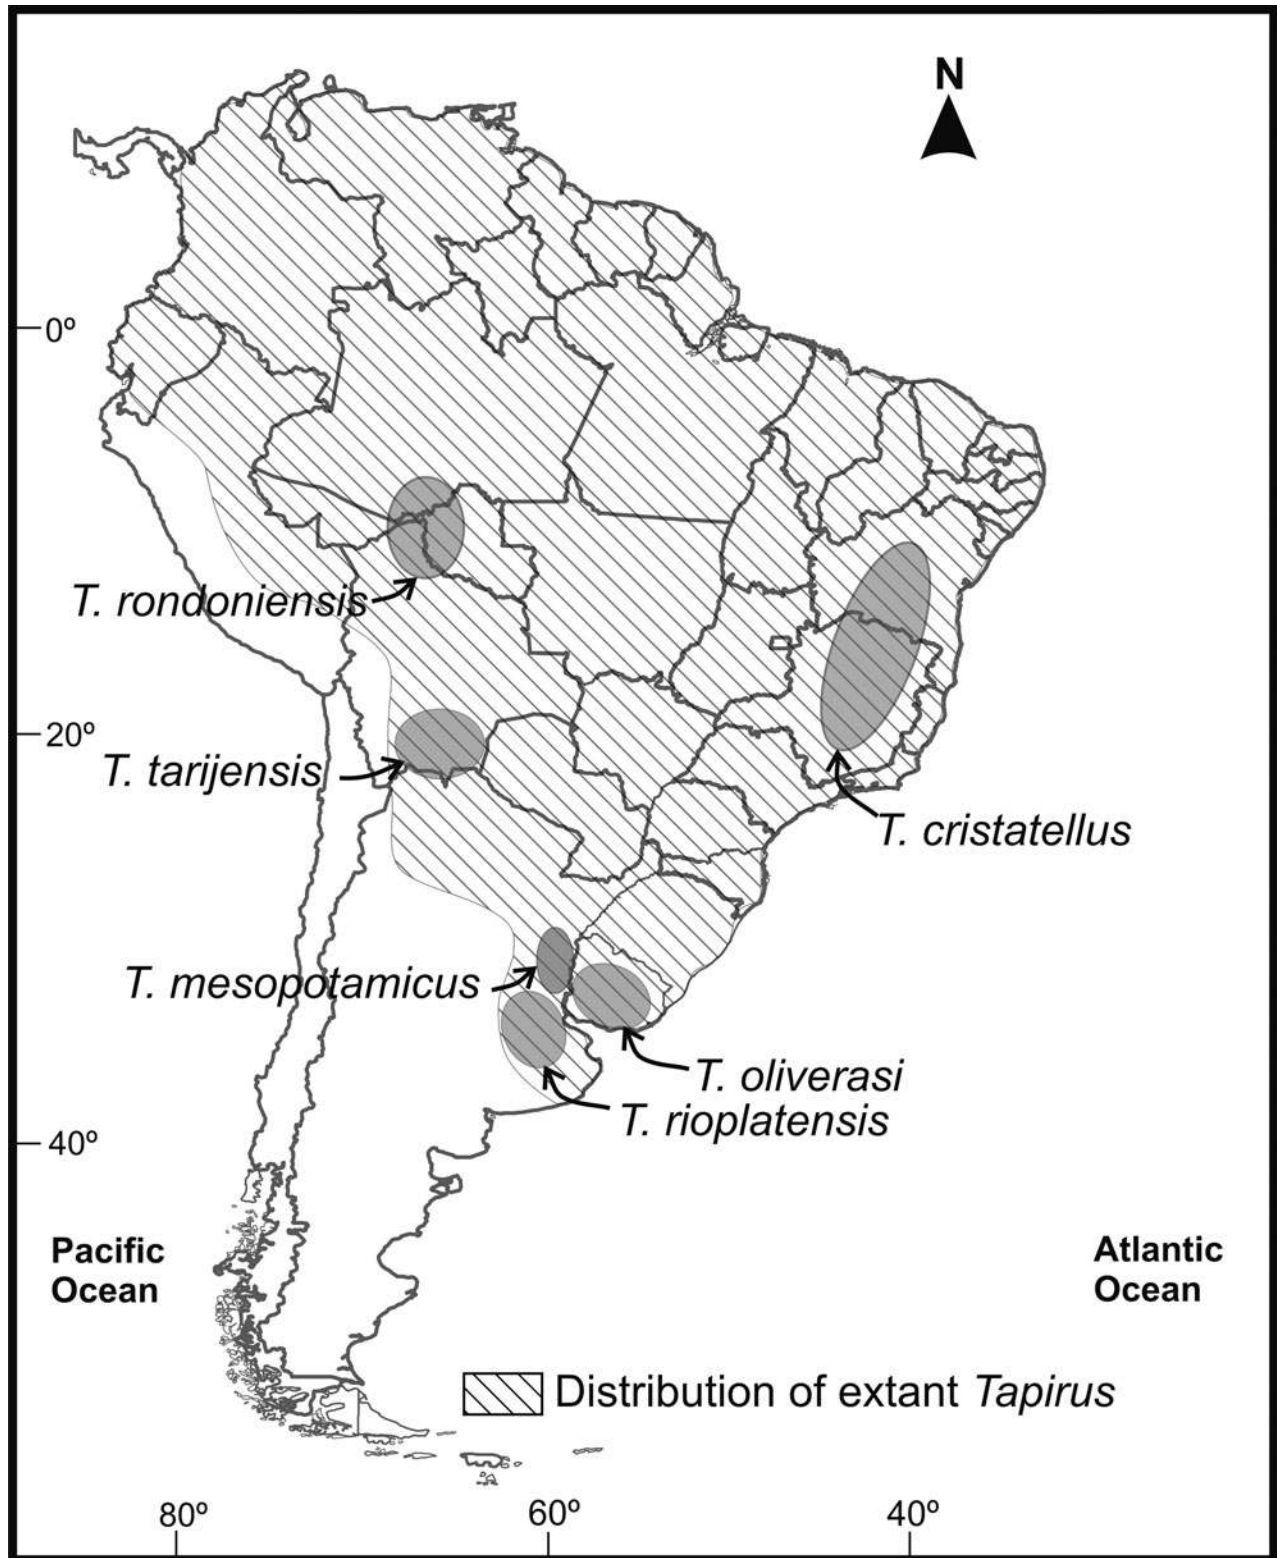 N
0º
T. rondoniensis
20º
T. tarijensis
T. cristatellus
T. mesopotamicus
T. oliverasi
T. rioplatensis
40º
Pacific
Ocean
Atlantic
Ocean
Distribution of extant Tapirus
80º
60º
40º